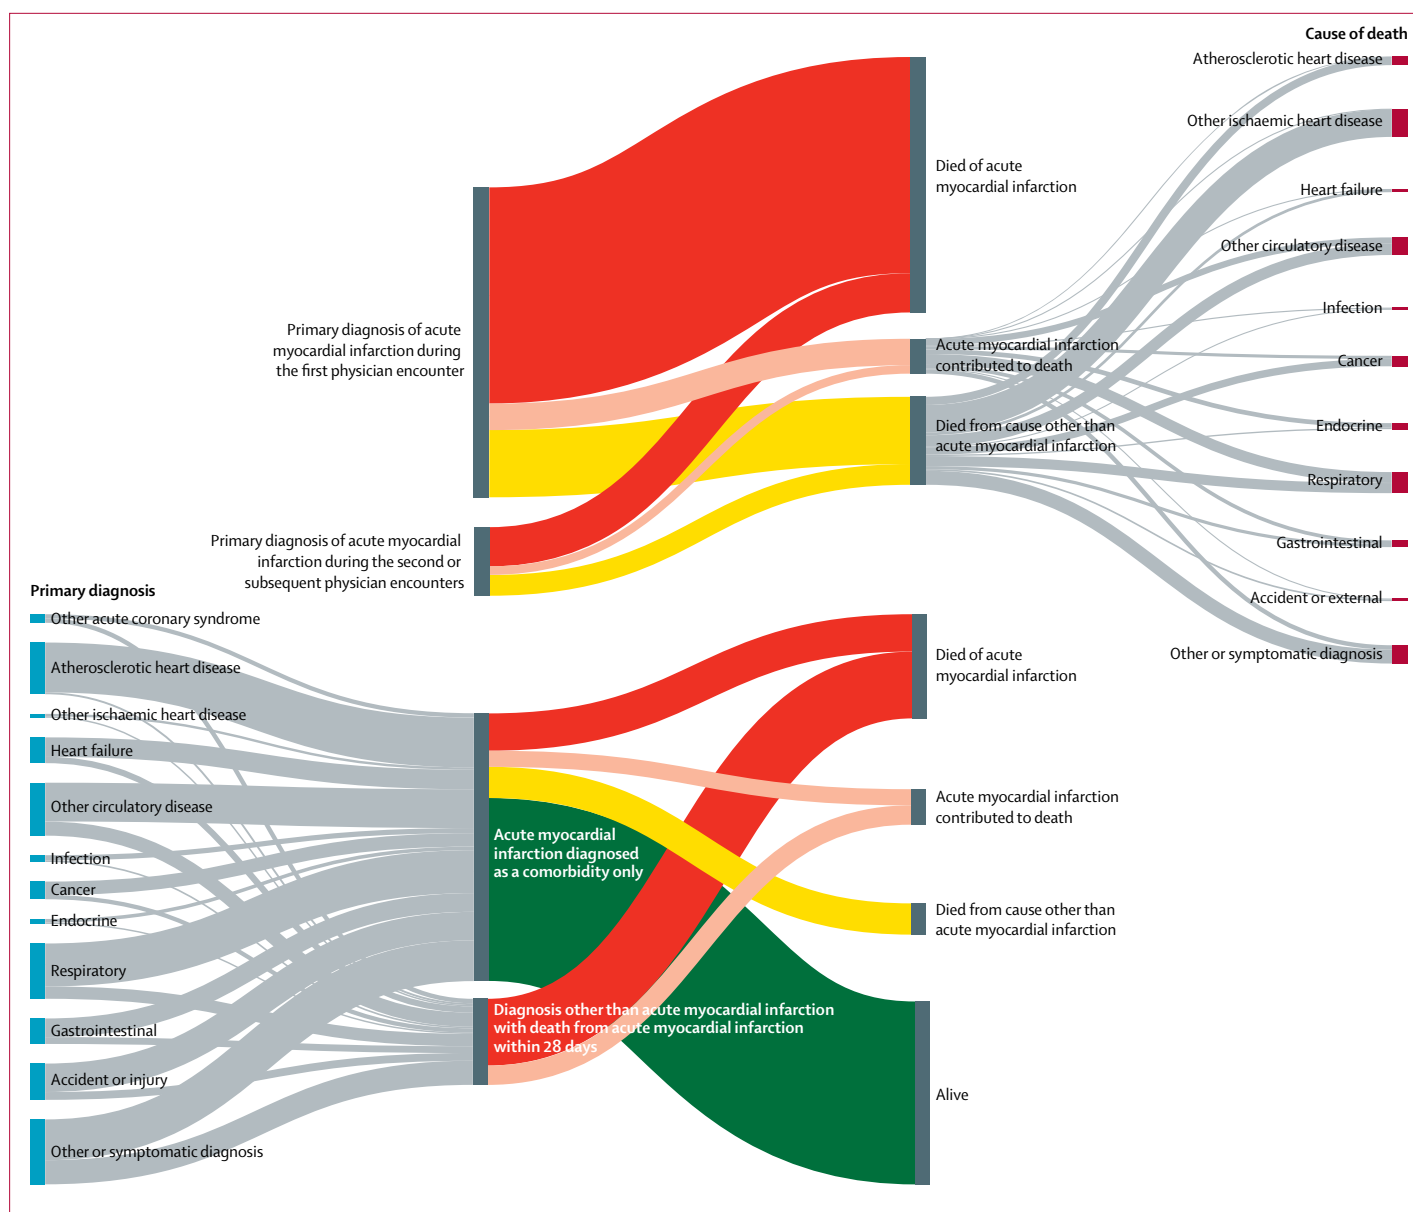 Cause of death
Atherosclerotic heart disease
Other ischaemic heart disease
Heart failure
Other circulatory disease
Infection
Cancer
Endocrine
Respiratory
Gastrointestinal
Accident or external
Other or symptomatic diagnosis
Died of acute
myocardial infarction
Acute myocardial infarction
contributed to death
Died from cause other than
acute myocardial infarction
Primary diagnosis of acute
myocardial infarction during
the first physician encounter
Primary diagnosis of acute myocardial
infarction during the second or
subsequent physician encounters
Primary diagnosis
Other acute coronary syndrome
Atherosclerotic heart disease
Other ischaemic heart disease
Heart failure
Other circulatory disease
Infection
Cancer
Endocrine
Respiratory
Gastrointestinal
Accident or injury
Other or symptomatic diagnosis
Acute myocardial
infarction diagnosed
as a comorbidity only
Diagnosis other than acute myocardial infarction
with death from acute myocardial infarction
within 28 days
Died of acute
myocardial infarction
Acute myocardial infarction
contributed to death
Died from cause other than
acute myocardial infarction
Alive